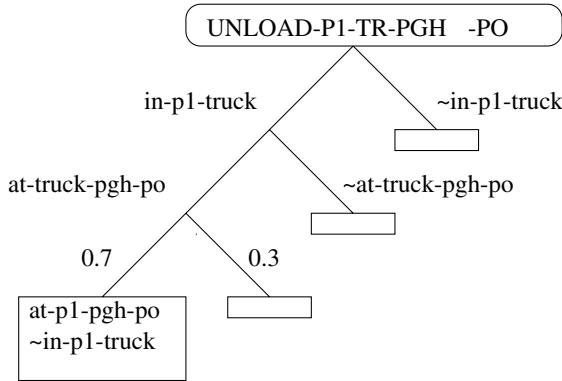 UNLOAD-P1-TR-PGH -PO
in-p1-truck
~in-p1-truck
at-truck-pgh-po
~at-truck-pgh-po
0.7
0.3
at-p1-pgh-po
~in-p1-truck